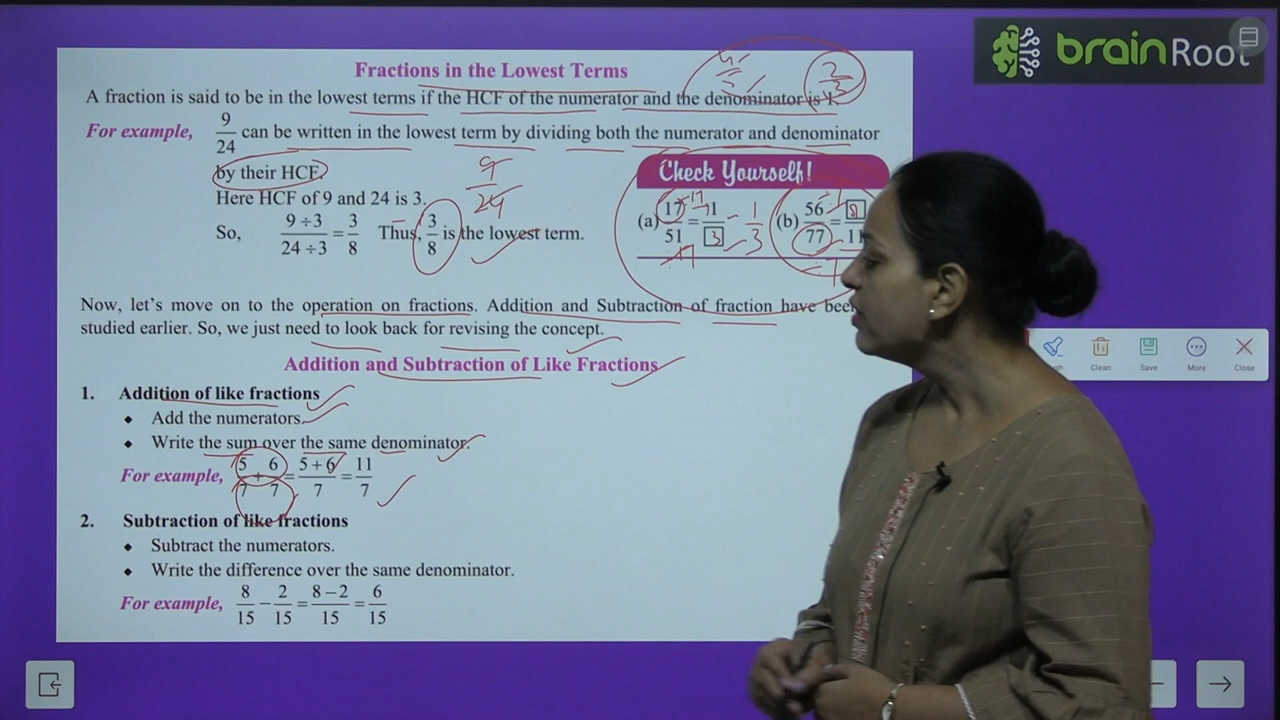 brainRoot
Fractions in the Lowest Terms
A fraction is said to be in the lowest terms if the HCF of the numerator and the denominator is 1.
For example, 9/24 can be written in the lowest term by dividing both the numerator and denominator
by their HCF.
Here HCF of 9 and 24 is 3.
So, (9 ÷ 3)/(24 ÷ 3) = 3/8 Thus, 3/8 is the lowest term.
9/24
2/3
Check Yourself!
(a) 17/51 = 1/3 1/3 (b) 56/77 = 8/11
Now, let's move on to the operation on fractions. Addition and Subtraction of fraction have been
studied earlier. So, we just need to look back for revising the concept.
Addition and Subtraction of Like Fractions
1. Addition of like fractions
• Add the numerators.
• Write the sum over the same denominator.
For example, 5/7 + 6/7 = (5 + 6)/7 = 11/7
2. Subtraction of like fractions
• Subtract the numerators.
• Write the difference over the same denominator.
For example, 8/15 − 2/15 = (8 − 2)/15 = 6/15
Clean Save More Close